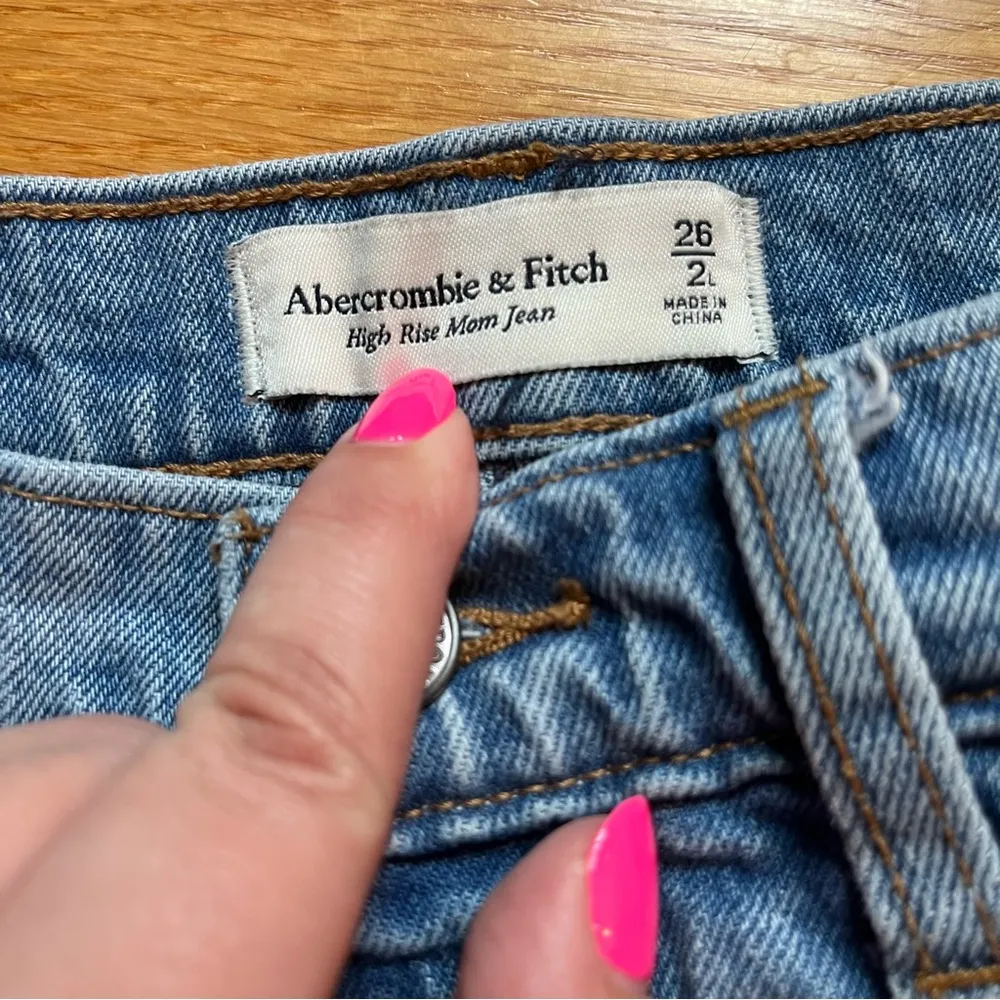 Abercrombie & Fitch
High Rise Mom Jean
26
2L
MADE IN
CHINA